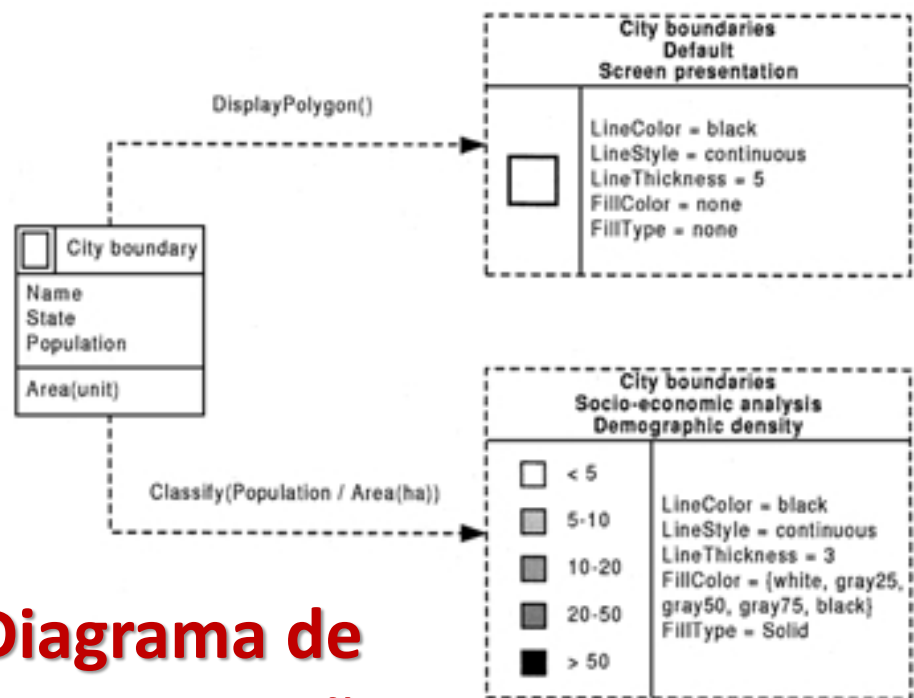 City boundaries
Default
Screen presentation
DisplayPolygon()
LineColor = black
LineStyle = continuous
LineThickness = 5
FillColor = none
FillType = none
City boundary
Name
State
Population
Area(unit)
City boundaries
Socio-economic analysis
Demographic density
Classify(Population / Area(ha))
< 5
5-10
10-20
20-50
> 50
LineColor = black
LineStyle = continuous
LineThickness = 3
FillColor = {white, gray25,
gray50, gray75, black}
FillType = Solid
Diagrama de